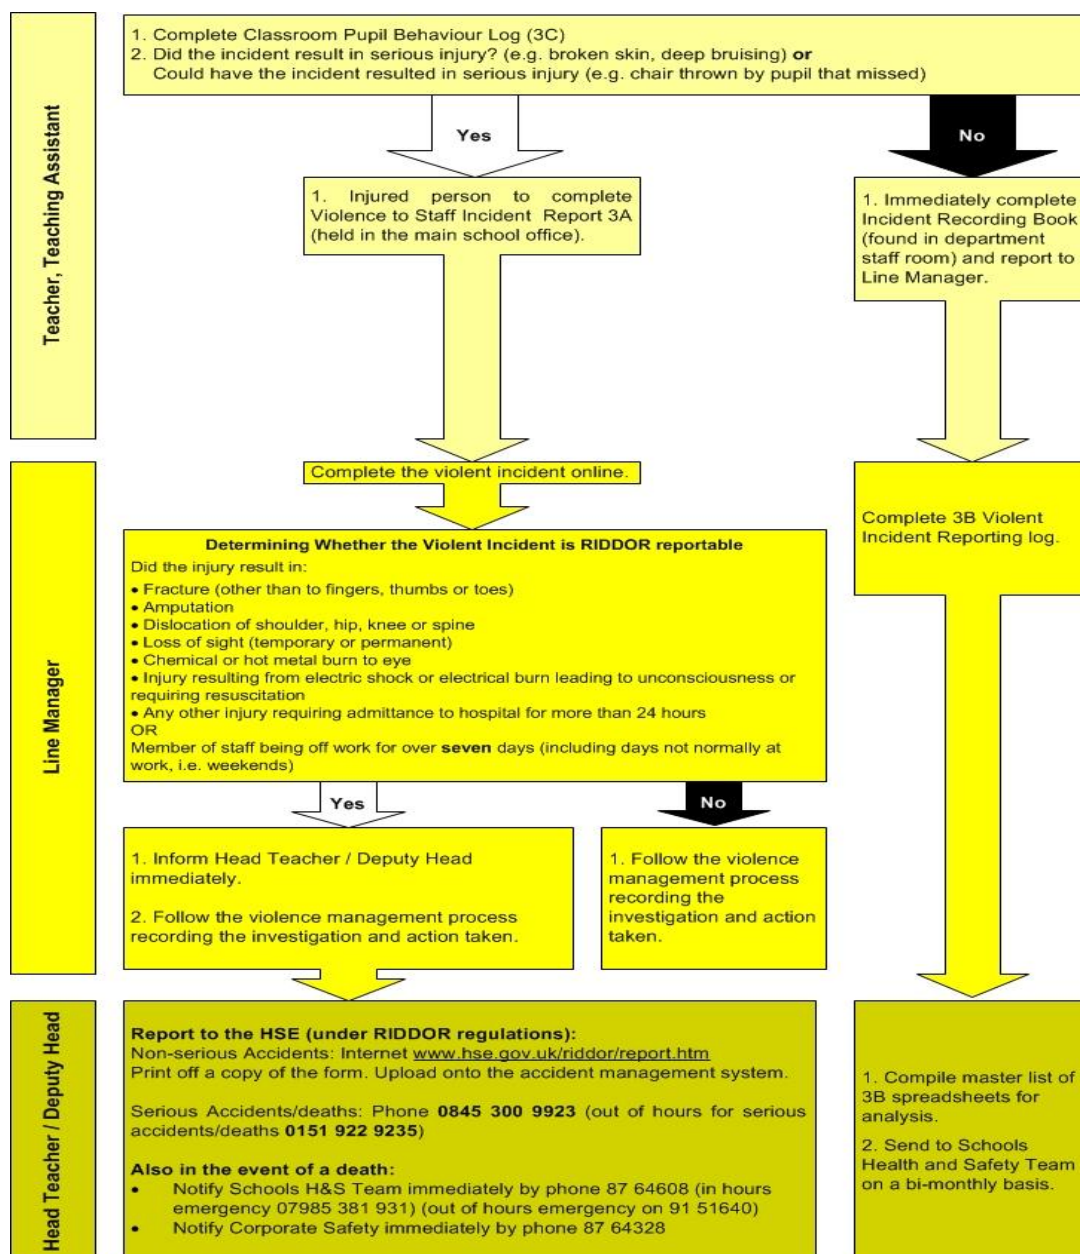 Teacher, Teaching Assistant
1. Complete Classroom Pupil Behaviour Log (3C)
2. Did the incident result in serious injury? (e.g. broken skin, deep bruising) or
Could have the incident resulted in serious injury (e.g. chair thrown by pupil that missed)
Yes
No
1. Injured person to complete
Violence to Staff Incident Report 3A
(held in the main school office).
1. Immediately complete
Incident Recording Book
(found in department
staff room) and report to
Line Manager.
Line Manager
Complete the violent incident online.
Determining Whether the Violent Incident is RIDDOR reportable
Did the injury result in:
• Fracture (other than to fingers, thumbs or toes)
• Amputation
• Dislocation of shoulder, hip, knee or spine
• Loss of sight (temporary or permanent)
• Chemical or hot metal burn to eye
• Injury resulting from electric shock or electrical burn leading to unconsciousness or
requiring resuscitation
• Any other injury requiring admittance to hospital for more than 24 hours
OR
Member of staff being off work for over seven days (including days not normally at
work, i.e. weekends)
Complete 3B Violent
Incident Reporting log.
Yes
No
1. Inform Head Teacher / Deputy Head
immediately.
2. Follow the violence management process
recording the investigation and action taken.
1. Follow the violence
management process
recording the
investigation and action
taken.
Head Teacher / Deputy Head
Report to the HSE (under RIDDOR regulations):
Non-serious Accidents: Internet www.hse.gov.uk/riddor/report.htm
Print off a copy of the form. Upload onto the accident management system.
Serious Accidents/deaths: Phone 0845 300 9923 (out of hours for serious
accidents/deaths 0151 922 9235)
Also in the event of a death:
• Notify Schools H&S Team immediately by phone 87 64608 (in hours
emergency 07985 381 931) (out of hours emergency on 91 51640)
• Notify Corporate Safety immediately by phone 87 64328
1. Compile master list of
3B spreadsheets for
analysis.
2. Send to Schools
Health and Safety Team
on a bi-monthly basis.